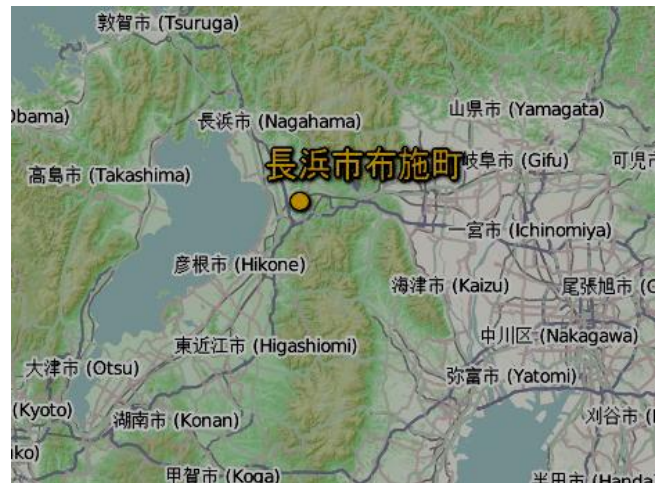 敦賀市 (Tsuruga)
Obama)
長浜市 (Nagahama)
山県市 (Yamagata)
長浜市布施町
岐阜市 (Gifu)
可児市
高島市 (Takashima)
一宮市 (Ichinomiya)
彦根市 (Hikone)
海津市 (Kaizu)
尾張旭市 (O
東近江市 (Higashiomi)
中川区 (Nakagawa)
大津市 (Otsu)
弥富市 (Yatomi)
(Kyoto)
湖南市 (Konan)
刈谷市 (
ko)
甲賀市 (Koga)
半田市 (Handa)